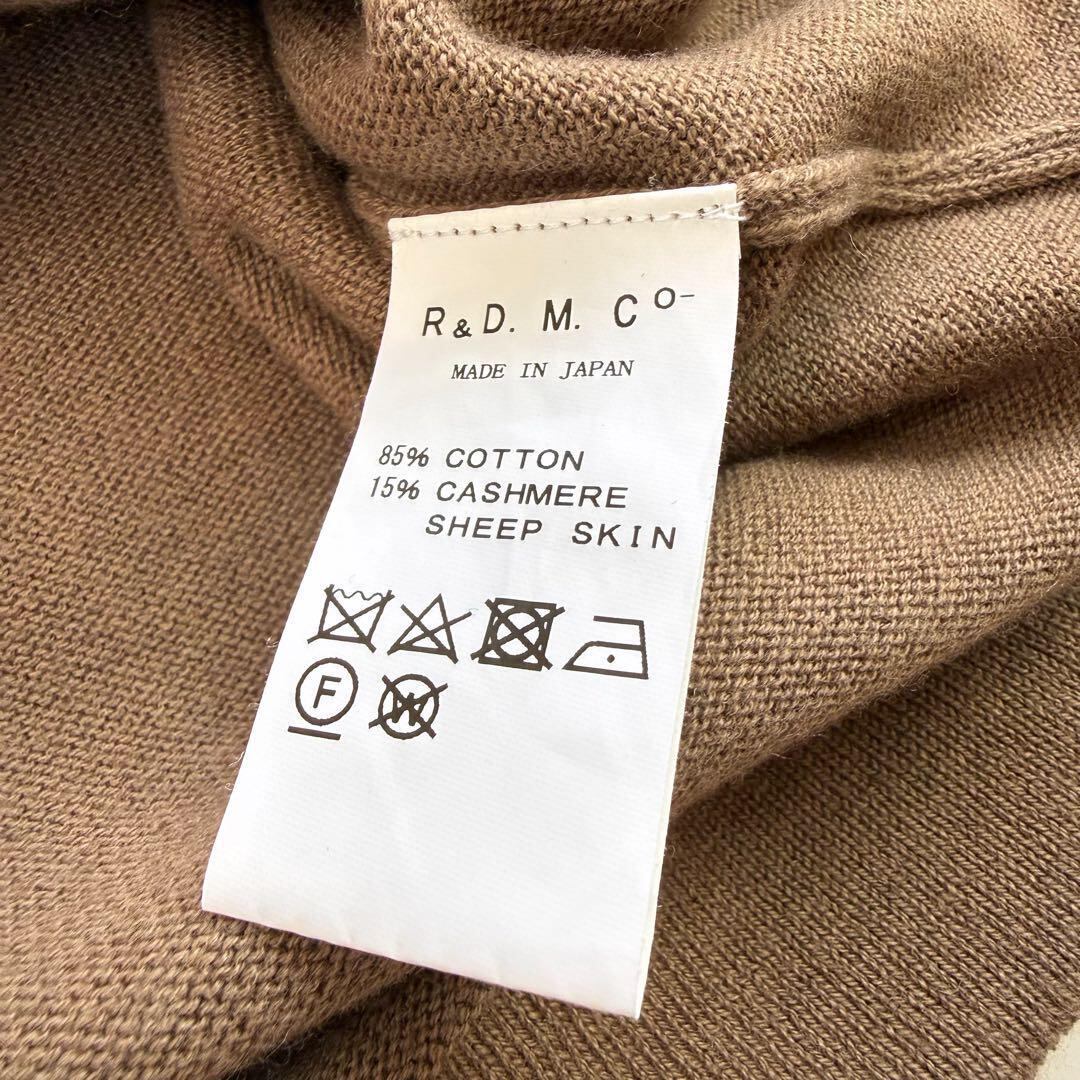 R&D. M. Co-
MADE IN JAPAN
85% COTTON
15% CASHMERE
SHEEP SKIN
F W